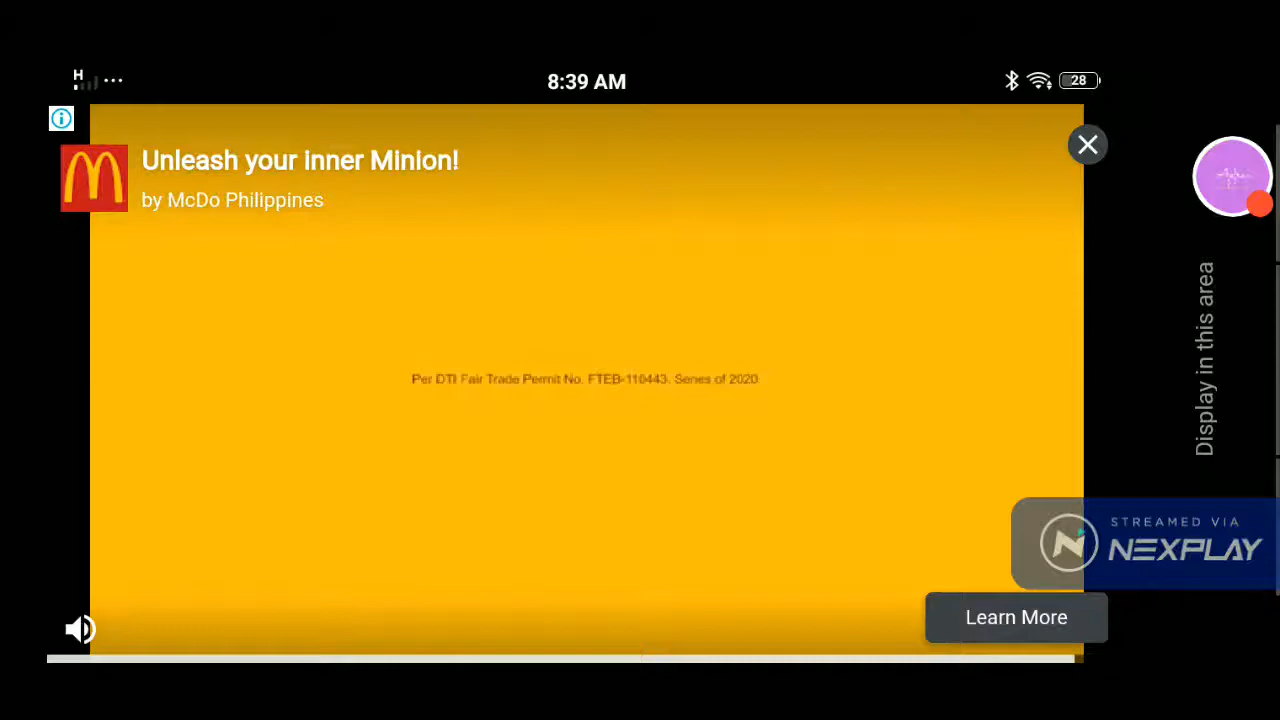 H ... 8:39 AM 28
Unleash your inner Minion!
by McDo Philippines
Per DTI Fair Trade Permit No. FTEB-110443. Series of 2020
Display in this area
STREAMED VIA
NEXPLAY
Learn More